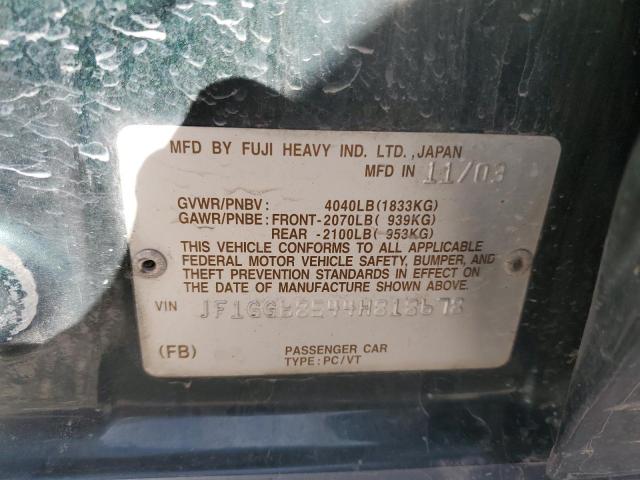 MFD BY FUJI HEAVY IND. LTD., JAPAN
MFD IN 11/03
GVWR/PNBV: 4040LB(1833KG)
GAWR/PNBE: FRONT-2070LB( 939KG)
REAR -2100LB( 953KG)
THIS VEHICLE CONFORMS TO ALL APPLICABLE
FEDERAL MOTOR VEHICLE SAFETY, BUMPER, AND
THEFT PREVENTION STANDARDS IN EFFECT ON
THE DATE OF MANUFACTURE SHOWN ABOVE.
VIN
(FB) PASSENGER CAR
TYPE: PC/VT